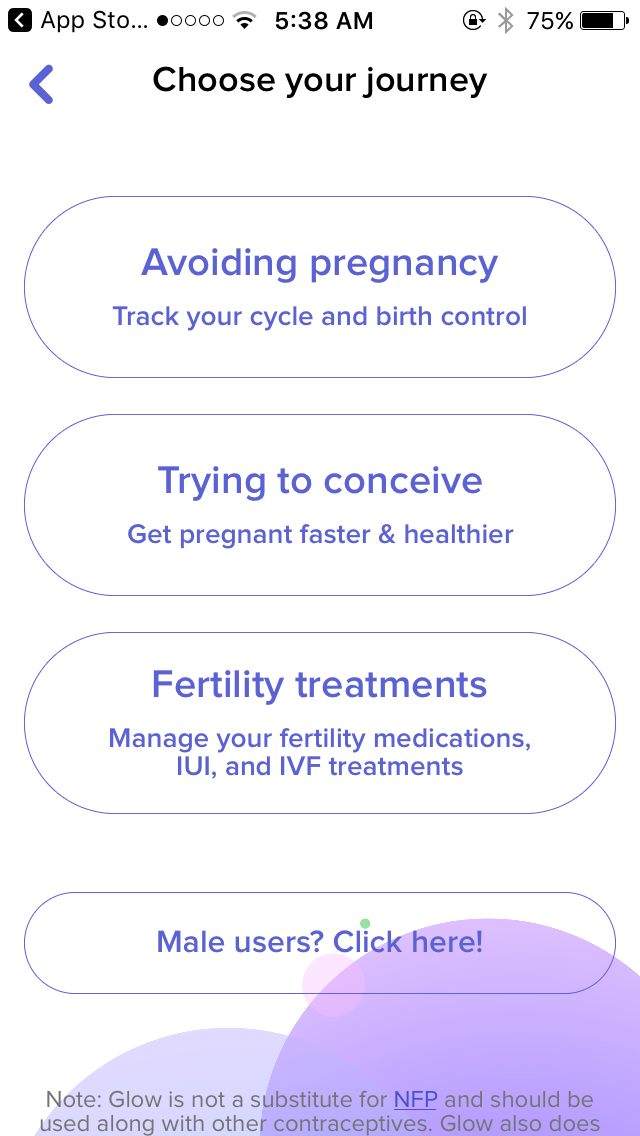 App Sto... 5:38 AM 75%
Choose your journey
Avoiding pregnancy
Track your cycle and birth control
Trying to conceive
Get pregnant faster & healthier
Fertility treatments
Manage your fertility medications,
IUI, and IVF treatments
Male users? Click here!
Note: Glow is not a substitute for NFP and should be
used along with other contraceptives. Glow also does